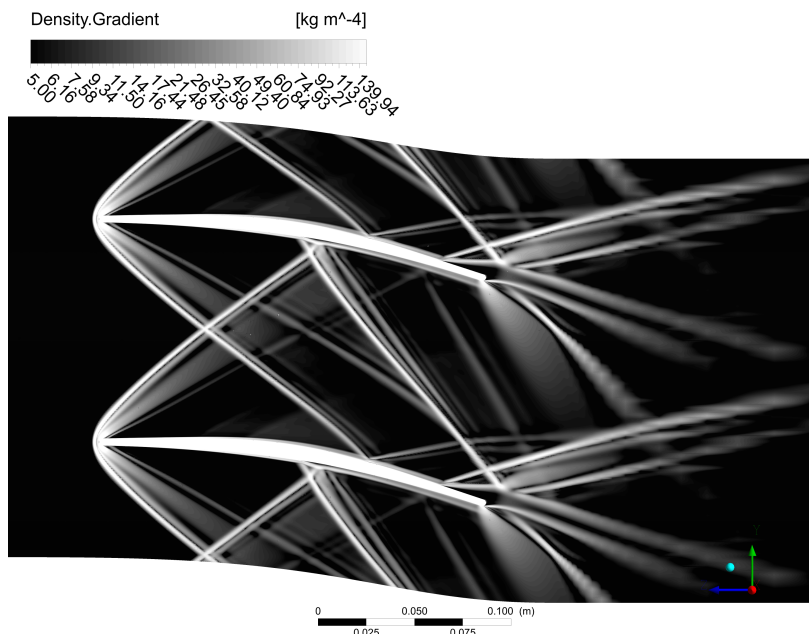 Density.Gradient [kg m^-4]
5.00 6.16 7.58 9.34 11.50 14.16 17.44 21.48 26.45 32.58 40.12 49.40 60.84 74.93 92.27 113.63 139.94
Y
0 0.050 0.100 (m)
0.025 0.075